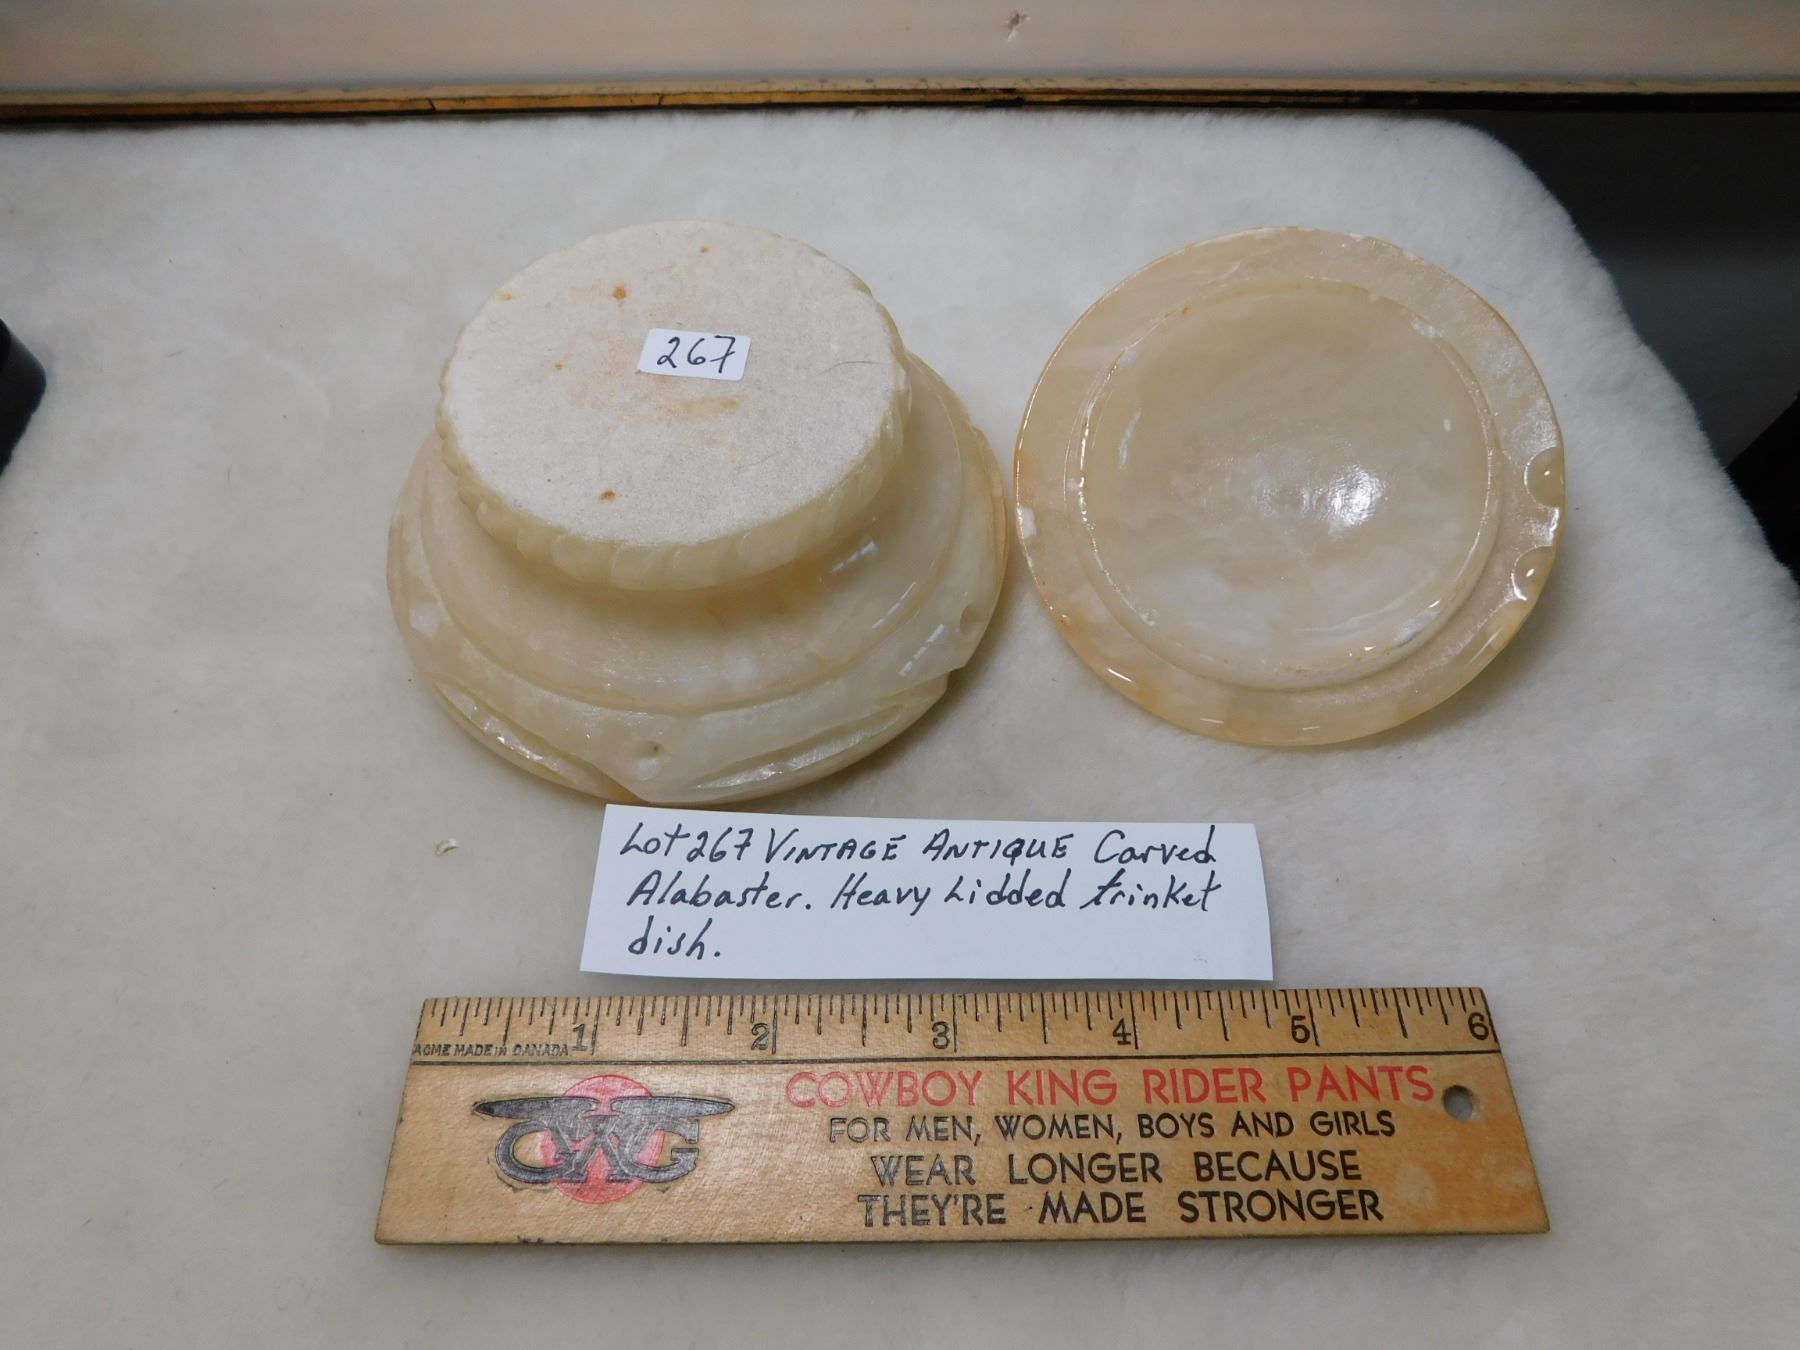 267
Lot 267 VINTAGE ANTIQUE Carved
Alabaster. Heavy Lidded trinket
dish.
1 2 3 4 5 6
ACME MADE IN CANADA
COWBOY KING RIDER PANTS
FOR MEN, WOMEN, BOYS AND GIRLS
WEAR LONGER BECAUSE
THEY'RE MADE STRONGER
GWG